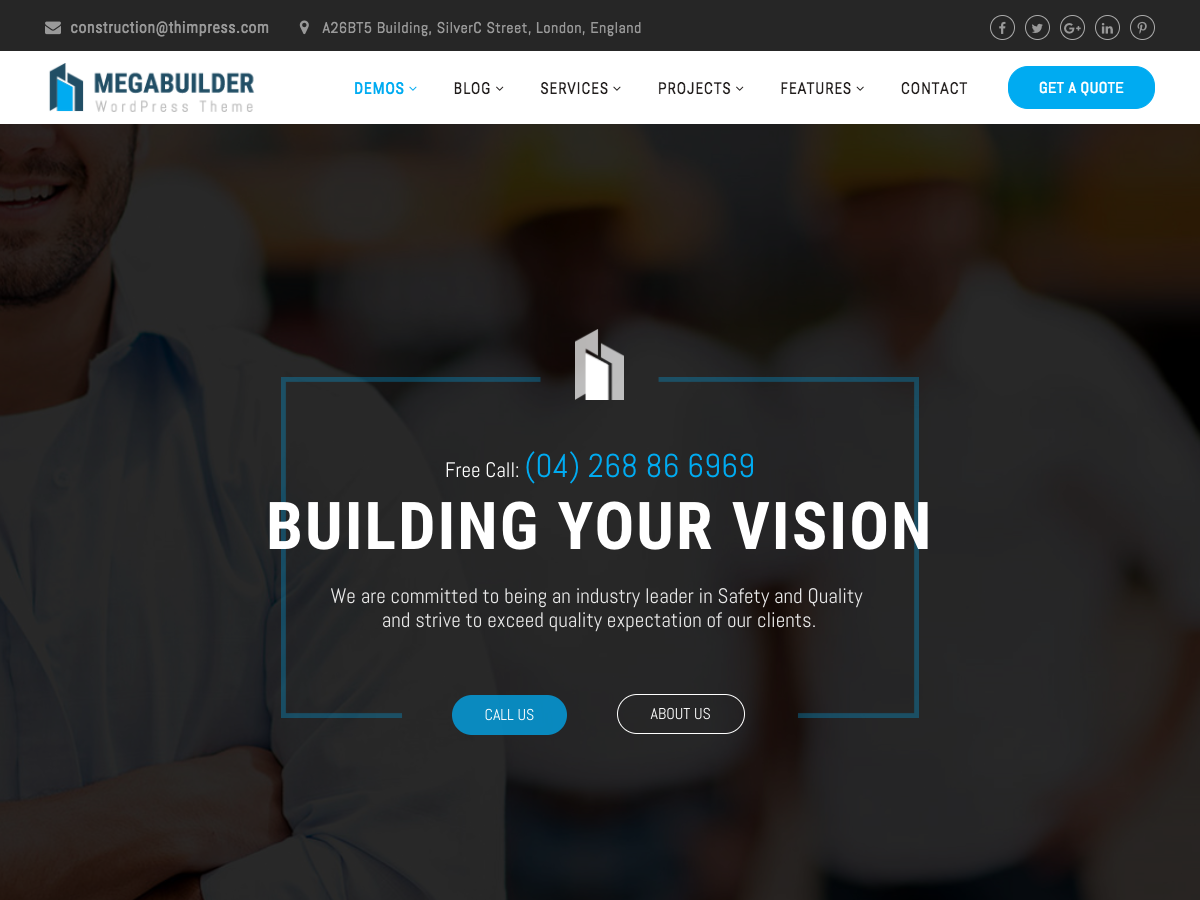 construction@thimpress.com
A26BT5 Building, SilverC Street, London, England
MEGABUILDER
WordPress Theme
DEMOS
BLOG
SERVICES
PROJECTS
FEATURES
CONTACT
GET A QUOTE
Free Call: (04) 268 86 6969
BUILDING YOUR VISION
We are committed to being an industry leader in Safety and Quality
and strive to exceed quality expectation of our clients.
CALL US
ABOUT US